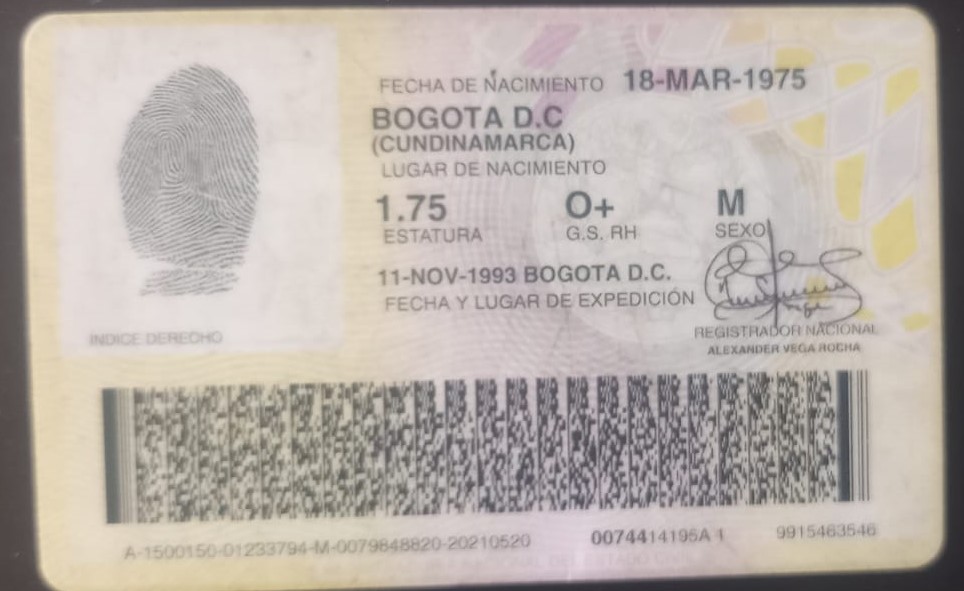 FECHA DE NACIMIENTO 18-MAR-1975
BOGOTA D.C
(CUNDINAMARCA)
LUGAR DE NACIMIENTO
1.75 O+ M
ESTATURA G.S. RH SEXO
11-NOV-1993 BOGOTA D.C.
FECHA Y LUGAR DE EXPEDICIÓN
REGISTRADOR NACIONAL
ALEXANDER VEGA ROCHA
INDICE DERECHO
A-1500150-01233794-M-0079848820-20210520 0074414195A 1 9915463546